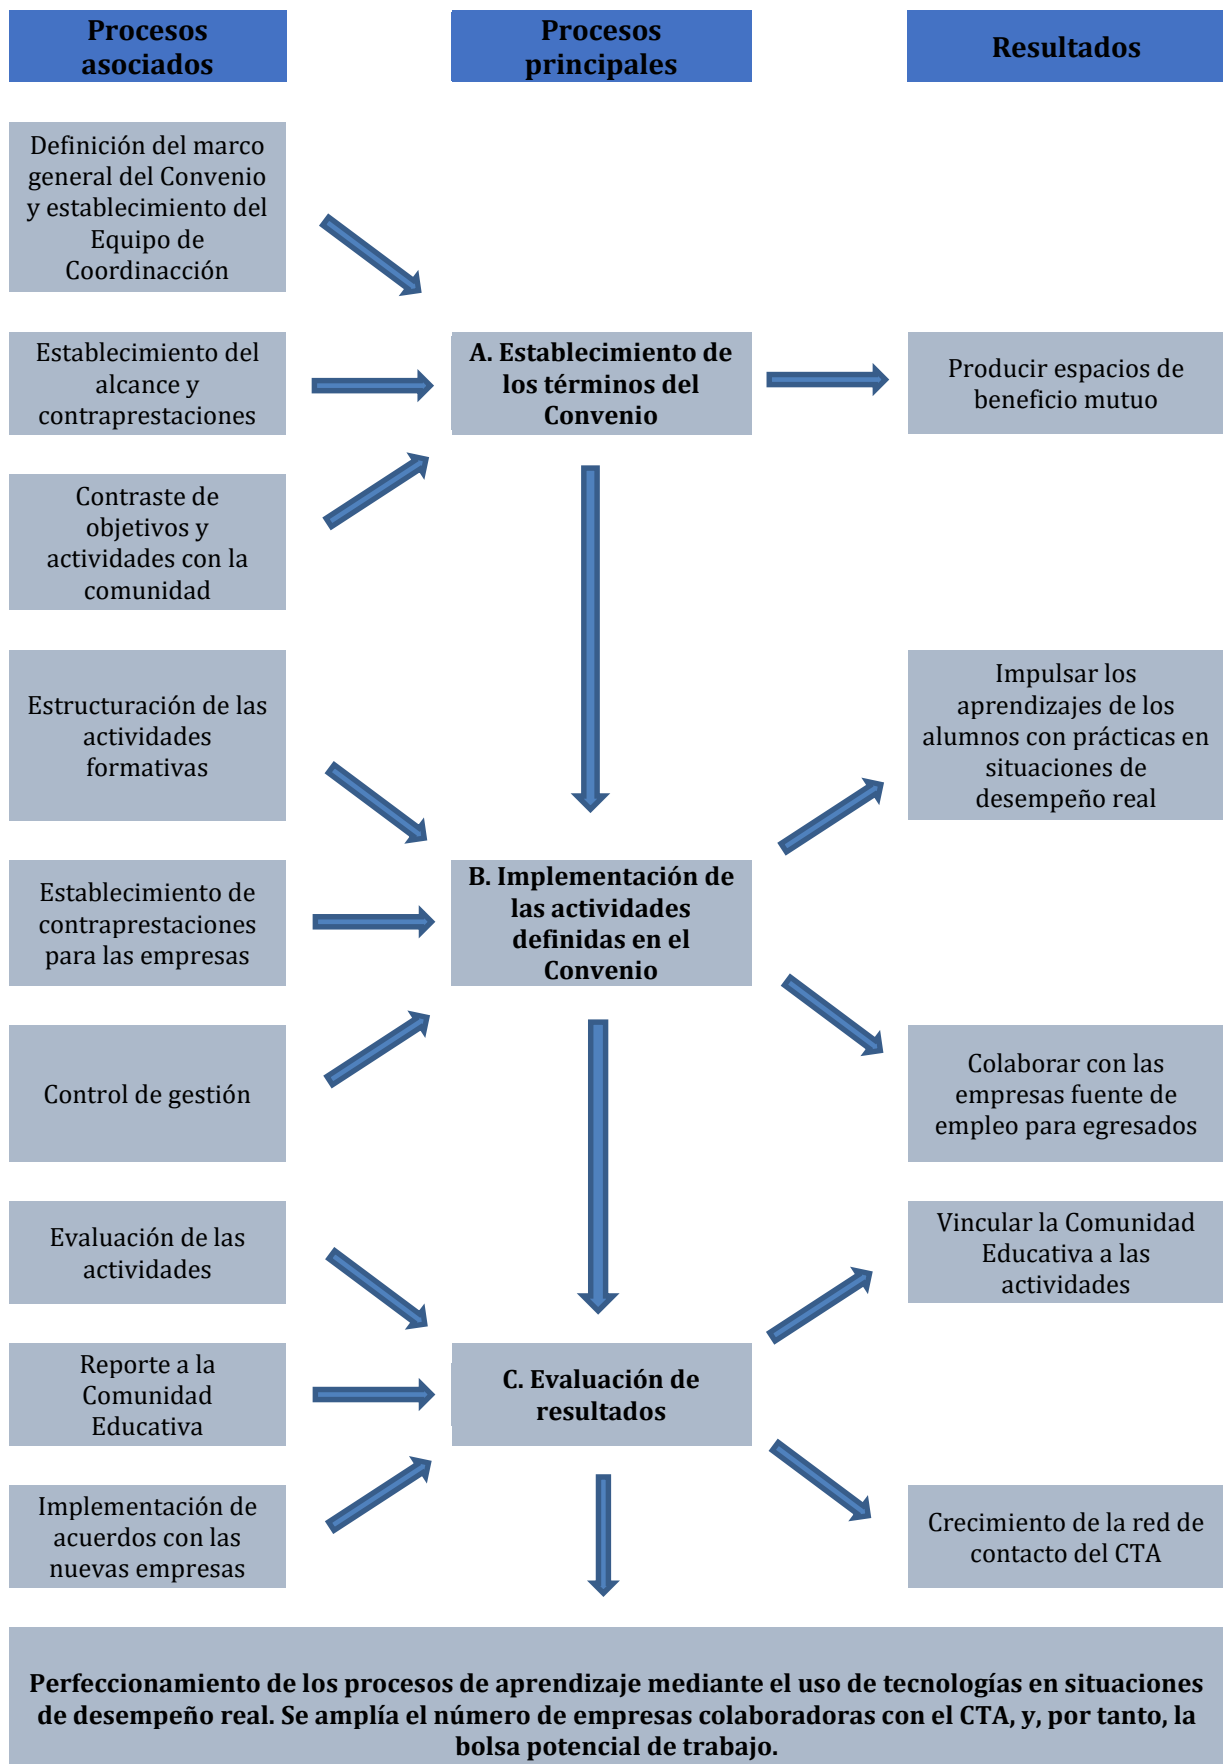 Procesos
asociados
Procesos
principales
Resultados
Definición del marco
general del Convenio
y establecimiento del
Equipo de
Coordinacción
Establecimiento del
alcance y
contraprestaciones
A. Establecimiento de
los términos del
Convenio
Producir espacios de
beneficio mutuo
Contraste de
objetivos y
actividades con la
comunidad
Estructuración de las
actividades
formativas
Impulsar los
aprendizajes de los
alumnos con prácticas en
situaciones de
desempeño real
Establecimiento de
contraprestaciones
para las empresas
B. Implementación de
las actividades
definidas en el
Convenio
Control de gestión
Colaborar con las
empresas fuente de
empleo para egresados
Evaluación de las
actividades
Vincular la Comunidad
Educativa a las
actividades
Reporte a la
Comunidad
Educativa
C. Evaluación de
resultados
Implementación de
acuerdos con las
nuevas empresas
Crecimiento de la red de
contacto del CTA
Perfeccionamiento de los procesos de aprendizaje mediante el uso de tecnologías en situaciones
de desempeño real. Se amplía el número de empresas colaboradoras con el CTA, y, por tanto, la
bolsa potencial de trabajo.